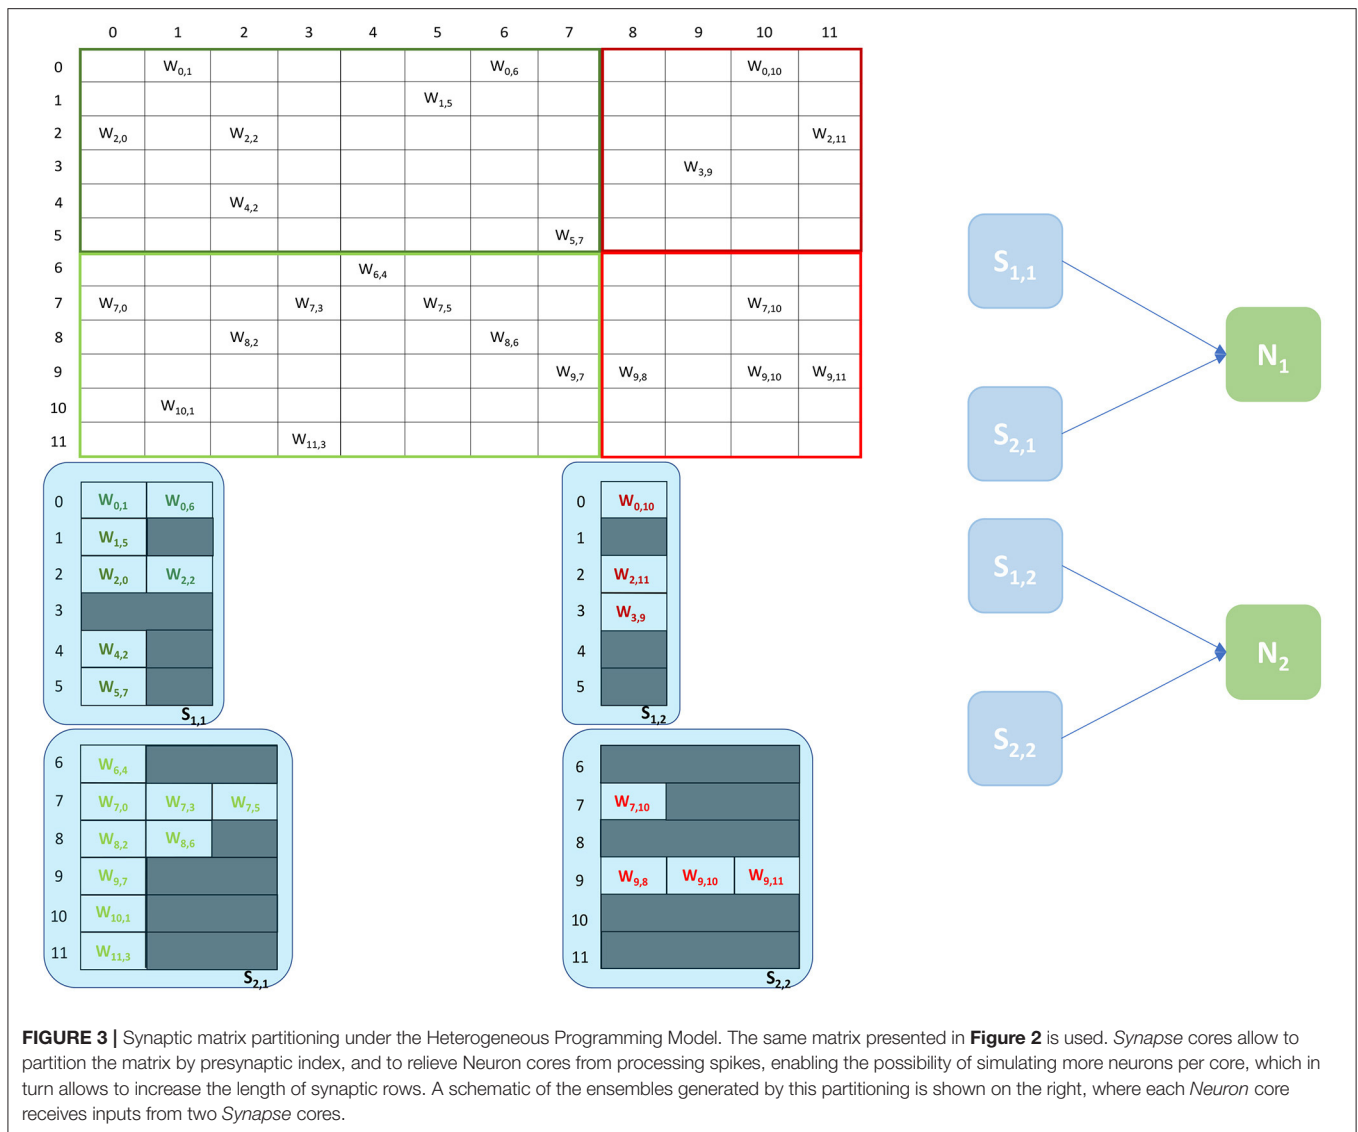 0 1 2 3 4 5 6 7 8 9 10 11
0 W0,1 W0,6 W0,10
1 W1,5
2 W2,0 W2,2 W2,11
3 W3,9
4 W4,2
5 W5,7
6 W6,4
7 W7,0 W7,3 W7,5 W7,10
8 W8,2 W8,6
9 W9,7 W9,8 W9,10 W9,11
10 W10,1
11 W11,3
0 W0,1 W0,6
1 W1,5
2 W2,0 W2,2
3
4 W4,2
5 W5,7
S1,1
0 W0,10
1
2 W2,11
3 W3,9
4
5
S1,2
6 W6,4
7 W7,0 W7,3 W7,5
8 W8,2 W8,6
9 W9,7
10 W10,1
11 W11,3
S2,1
6
7 W7,10
8
9 W9,8 W9,10 W9,11
10
11
S2,2
S1,1
N1
S2,1
S1,2
N2
S2,2
FIGURE 3 | Synaptic matrix partitioning under the Heterogeneous Programming Model. The same matrix presented in Figure 2 is used. Synapse cores allow to
partition the matrix by presynaptic index, and to relieve Neuron cores from processing spikes, enabling the possibility of simulating more neurons per core, which in
turn allows to increase the length of synaptic rows. A schematic of the ensembles generated by this partitioning is shown on the right, where each Neuron core
receives inputs from two Synapse cores.